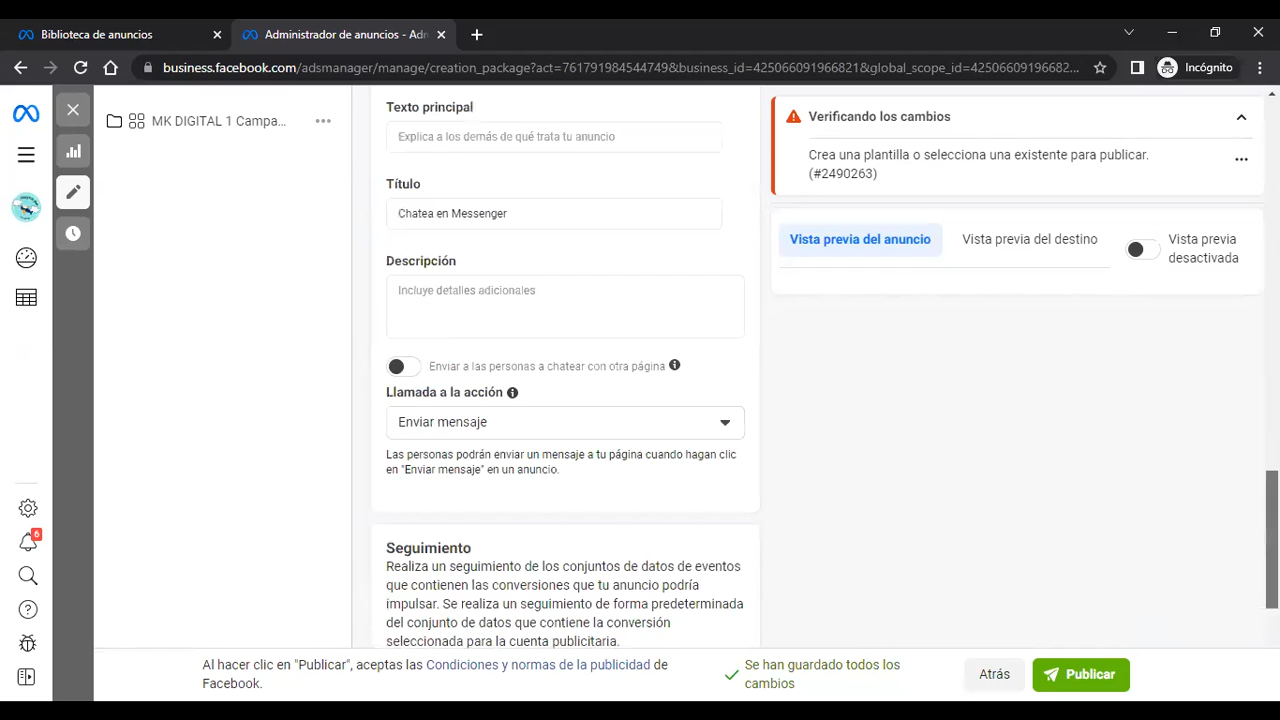 Biblioteca de anuncios
Administrador de anuncios - Adn
Incógnito
business.facebook.com/adsmanager/manage/creation_package?act=761791984544749&business_id=425066091966821&global_scope_id=42506609196682...
MK DIGITAL 1 Campa...
Texto principal
Explica a los demás de qué trata tu anuncio
Título
Chatea en Messenger
Descripción
Incluye detalles adicionales
Enviar a las personas a chatear con otra página
Llamada a la acción
Enviar mensaje
Las personas podrán enviar un mensaje a tu página cuando hagan clic
en "Enviar mensaje" en un anuncio.
Seguimiento
Realiza un seguimiento de los conjuntos de datos de eventos
que contienen las conversiones que tu anuncio podría
impulsar. Se realiza un seguimiento de forma predeterminada
del conjunto de datos que contiene la conversión
seleccionada para la cuenta publicitaria.
Verificando los cambios
Crea una plantilla o selecciona una existente para publicar.
(#2490263)
Vista previa del anuncio
Vista previa del destino
Vista previa
desactivada
6
Al hacer clic en "Publicar", aceptas las Condiciones y normas de la publicidad de
Facebook.
Se han guardado todos los
cambios
Atrás
Publicar